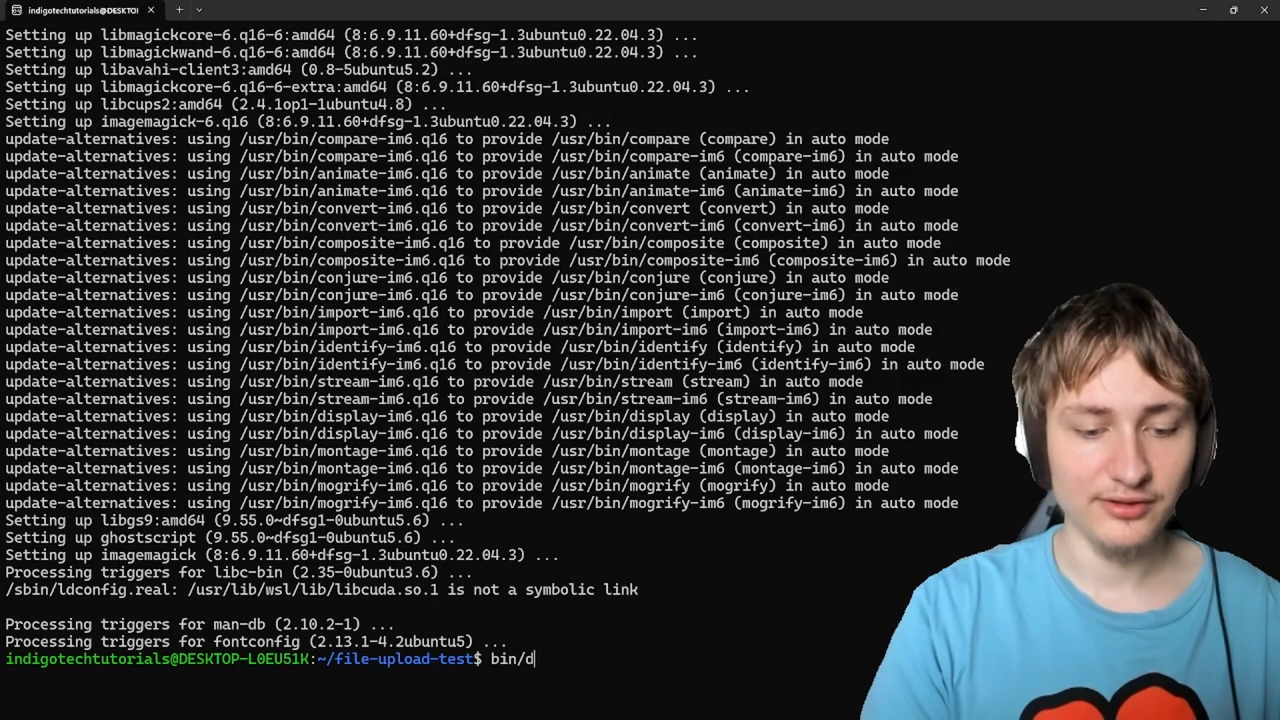 indigotechtutorials@DESKTOP
Setting up libmagickcore-6.q16-6:amd64 (8:6.9.11.60+dfsg-1.3ubuntu0.22.04.3) ...
Setting up libmagickwand-6.q16-6:amd64 (8:6.9.11.60+dfsg-1.3ubuntu0.22.04.3) ...
Setting up libavahi-client3:amd64 (0.8-5ubuntu5.2) ...
Setting up libmagickcore-6.q16-6-extra:amd64 (8:6.9.11.60+dfsg-1.3ubuntu0.22.04.3) ...
Setting up libcups2:amd64 (2.4.1op1-1ubuntu4.8) ...
Setting up imagemagick-6.q16 (8:6.9.11.60+dfsg-1.3ubuntu0.22.04.3) ...
update-alternatives: using /usr/bin/compare-im6.q16 to provide /usr/bin/compare (compare) in auto mode
update-alternatives: using /usr/bin/compare-im6.q16 to provide /usr/bin/compare-im6 (compare-im6) in auto mode
update-alternatives: using /usr/bin/animate-im6.q16 to provide /usr/bin/animate (animate) in auto mode
update-alternatives: using /usr/bin/animate-im6.q16 to provide /usr/bin/animate-im6 (animate-im6) in auto mode
update-alternatives: using /usr/bin/convert-im6.q16 to provide /usr/bin/convert (convert) in auto mode
update-alternatives: using /usr/bin/convert-im6.q16 to provide /usr/bin/convert-im6 (convert-im6) in auto mode
update-alternatives: using /usr/bin/composite-im6.q16 to provide /usr/bin/composite (composite) in auto mode
update-alternatives: using /usr/bin/composite-im6.q16 to provide /usr/bin/composite-im6 (composite-im6) in auto mode
update-alternatives: using /usr/bin/conjure-im6.q16 to provide /usr/bin/conjure (conjure) in auto mode
update-alternatives: using /usr/bin/conjure-im6.q16 to provide /usr/bin/conjure-im6 (conjure-im6) in auto mode
update-alternatives: using /usr/bin/import-im6.q16 to provide /usr/bin/import (import) in auto mode
update-alternatives: using /usr/bin/import-im6.q16 to provide /usr/bin/import-im6 (import-im6) in auto mode
update-alternatives: using /usr/bin/identify-im6.q16 to provide /usr/bin/identify (identify) in auto mode
update-alternatives: using /usr/bin/identify-im6.q16 to provide /usr/bin/identify-im6 (identify-im6) in auto mode
update-alternatives: using /usr/bin/stream-im6.q16 to provide /usr/bin/stream (stream) in auto mode
update-alternatives: using /usr/bin/stream-im6.q16 to provide /usr/bin/stream-im6 (stream-im6) in auto mode
update-alternatives: using /usr/bin/display-im6.q16 to provide /usr/bin/display (display) in auto mode
update-alternatives: using /usr/bin/display-im6.q16 to provide /usr/bin/display-im6 (display-im6) in auto mode
update-alternatives: using /usr/bin/montage-im6.q16 to provide /usr/bin/montage (montage) in auto mode
update-alternatives: using /usr/bin/montage-im6.q16 to provide /usr/bin/montage-im6 (montage-im6) in auto mode
update-alternatives: using /usr/bin/mogrify-im6.q16 to provide /usr/bin/mogrify (mogrify) in auto mode
update-alternatives: using /usr/bin/mogrify-im6.q16 to provide /usr/bin/mogrify-im6 (mogrify-im6) in auto mode
Setting up libgs9:amd64 (9.55.0~dfsg1-0ubuntu5.6) ...
Setting up ghostscript (9.55.0~dfsg1-0ubuntu5.6) ...
Setting up imagemagick (8:6.9.11.60+dfsg-1.3ubuntu0.22.04.3) ...
Processing triggers for libc-bin (2.35-0ubuntu3.6) ...
/sbin/ldconfig.real: /usr/lib/wsl/lib/libcuda.so.1 is not a symbolic link
Processing triggers for man-db (2.10.2-1) ...
Processing triggers for fontconfig (2.13.1-4.2ubuntu5) ...
indigotechtutorials@DESKTOP-L0EU51K:~/file-upload-test$ bin/d